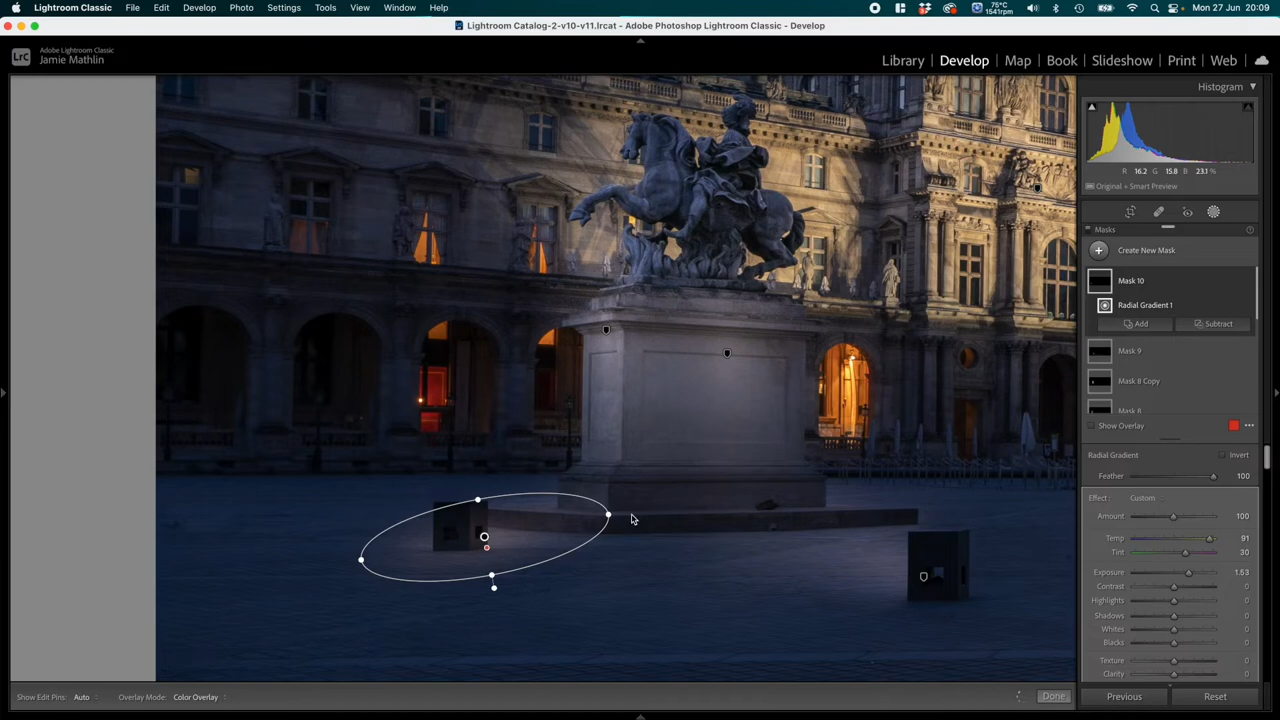 Lightroom Classic File Edit Develop Photo Settings Tools View Window Help
75°C
1541rpm
Mon 27 Jun 20:09
Lightroom Catalog-2-v10-v11.lrcat - Adobe Photoshop Lightroom Classic - Develop
LrC
Adobe Lightroom Classic
Jamie Mathlin
Library Develop Map Book Slideshow Print Web
Histogram
R 16.2 G 15.8 B 23.1 %
Original + Smart Preview
Masks
Create New Mask
Mask 10
Radial Gradient 1
Add Subtract
Mask 9
Mask 8 Copy
Mask 8
Show Overlay
Radial Gradient Invert
Feather 100
Effect : Custom
Amount 100
Temp 91
Tint 30
Exposure 1.53
Contrast 0
Highlights 0
Shadows 0
Whites 0
Blacks 0
Texture 0
Clarity 0
Show Edit Pins: Auto Overlay Mode: Color Overlay Done Previous Reset